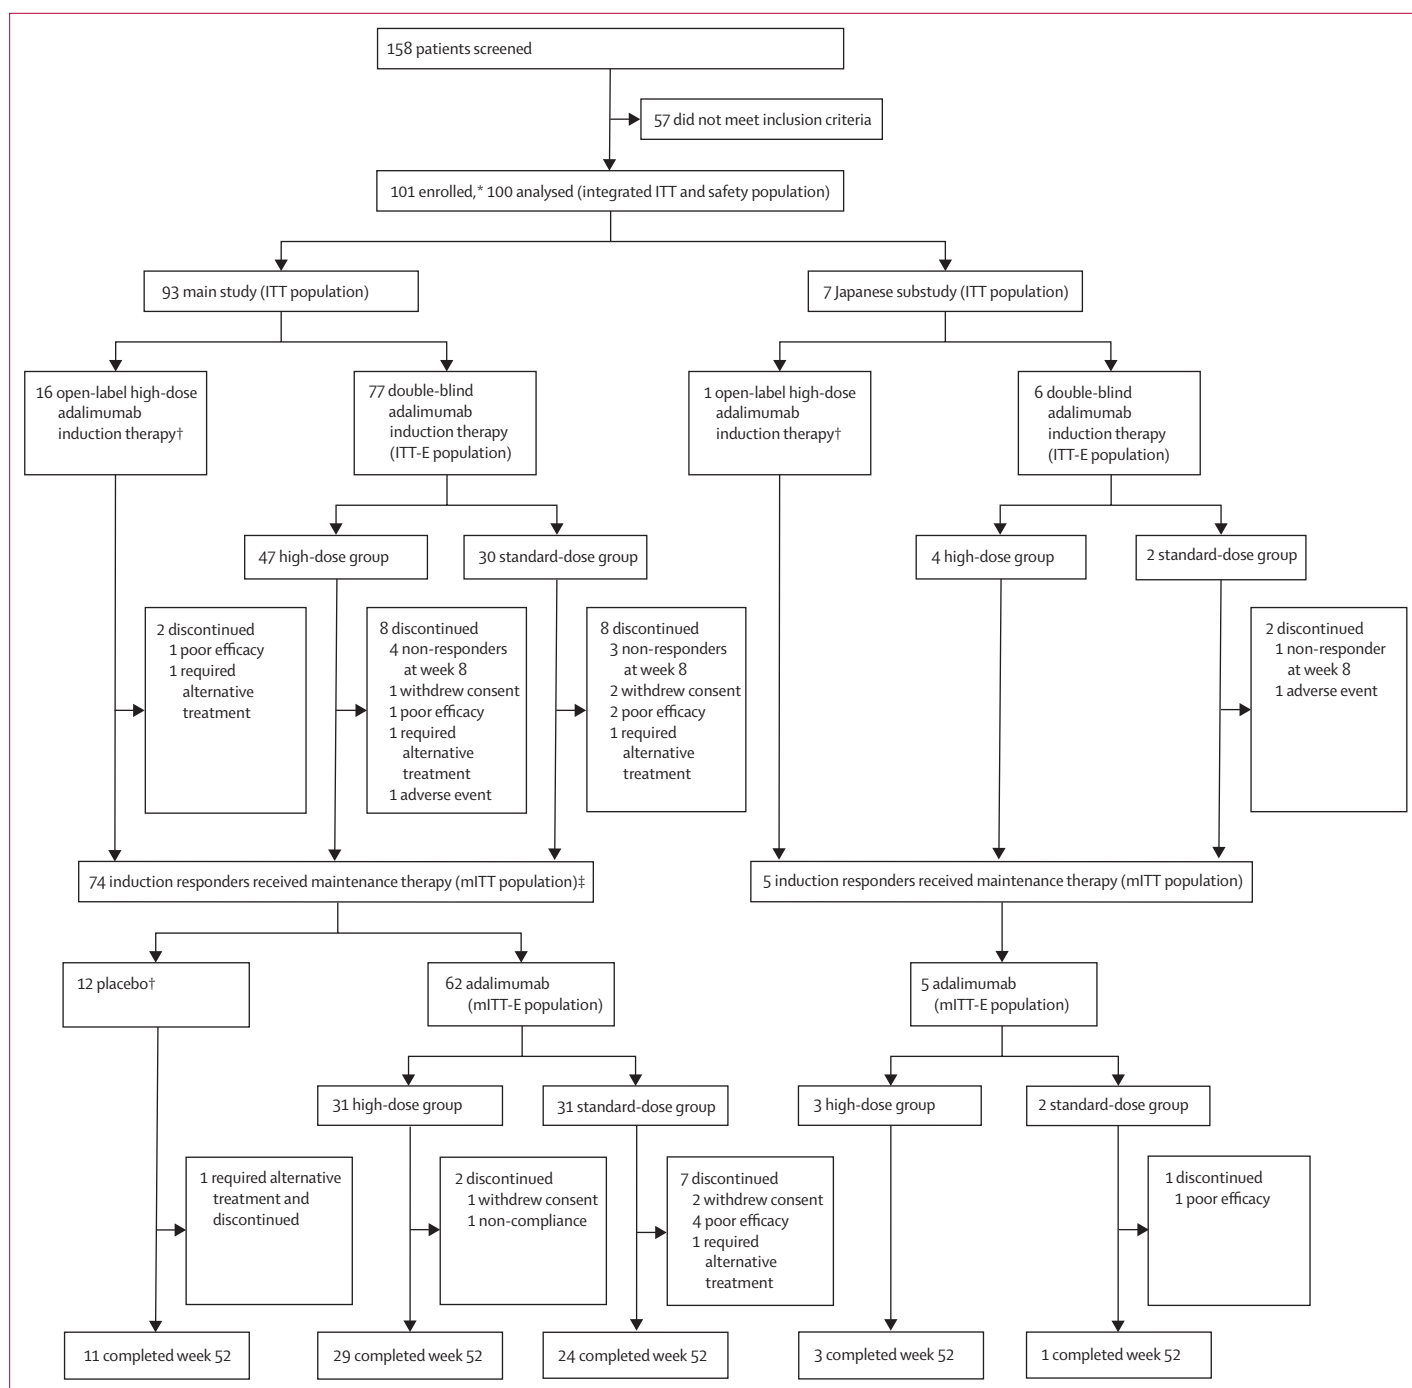 158 patients screened
57 did not meet inclusion criteria
101 enrolled,* 100 analysed (integrated ITT and safety population)
93 main study (ITT population)
7 Japanese substudy (ITT population)
16 open-label high-dose
adalimumab
induction therapy†
77 double-blind
adalimumab
induction therapy
(ITT-E population)
1 open-label high-dose
adalimumab
induction therapy†
6 double-blind
adalimumab
induction therapy
(ITT-E population)
47 high-dose group
30 standard-dose group
4 high-dose group
2 standard-dose group
2 discontinued
1 poor efficacy
1 required
alternative
treatment
8 discontinued
4 non-responders
at week 8
1 withdrew consent
1 poor efficacy
1 required
alternative
treatment
1 adverse event
8 discontinued
3 non-responders
at week 8
2 withdrew consent
2 poor efficacy
1 required
alternative
treatment
2 discontinued
1 non-responder
at week 8
1 adverse event
74 induction responders received maintenance therapy (mITT population)‡
5 induction responders received maintenance therapy (mITT population)
12 placebo†
62 adalimumab
(mITT-E population)
5 adalimumab
(mITT-E population)
31 high-dose group
31 standard-dose group
3 high-dose group
2 standard-dose group
1 required alternative
treatment and
discontinued
2 discontinued
1 withdrew consent
1 non-compliance
7 discontinued
2 withdrew consent
4 poor efficacy
1 required
alternative
treatment
1 discontinued
1 poor efficacy
11 completed week 52
29 completed week 52
24 completed week 52
3 completed week 52
1 completed week 52